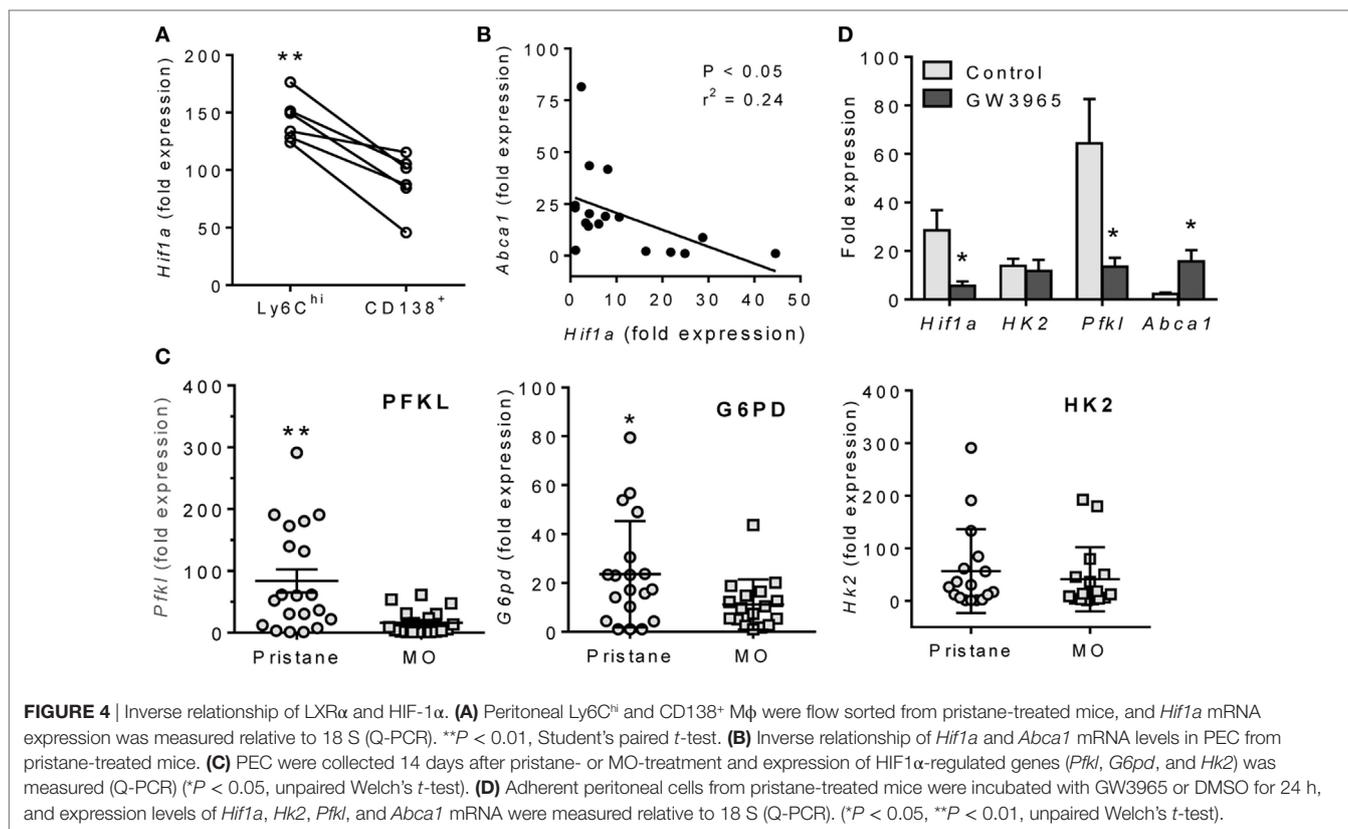 A
Hif1a (fold expression)
200
150
100
50
0
**
Ly6Chi
CD138+
B
Abca1 (fold expression)
100
75
50
25
0
P < 0.05
r2 = 0.24
0 10 20 30 40 50
Hif1a (fold expression)
D
Fold expression
100
80
60
40
20
0
Control
GW3965
*
*
*
Hif1a HK2 Pfkl Abca1
C
Pfkl (fold expression)
400
300
200
100
0
PFKL
**
Pristane MO
G6pd (fold expression)
100
80
60
40
20
0
G6PD
*
Pristane MO
Hk2 (fold expression)
400
300
200
100
0
HK2
Pristane MO
FIGURE 4 | Inverse relationship of LXRα and HIF-1α. (A) Peritoneal Ly6Chi and CD138+ Mϕ were flow sorted from pristane-treated mice, and Hif1a mRNA
expression was measured relative to 18 S (Q-PCR). **P < 0.01, Student's paired t-test. (B) Inverse relationship of Hif1a and Abca1 mRNA levels in PEC from
pristane-treated mice. (C) PEC were collected 14 days after pristane- or MO-treatment and expression of HIF1α-regulated genes (Pfkl, G6pd, and Hk2) was
measured (Q-PCR) (*P < 0.05, unpaired Welch's t-test). (D) Adherent peritoneal cells from pristane-treated mice were incubated with GW3965 or DMSO for 24 h,
and expression levels of Hif1a, Hk2, Pfkl, and Abca1 mRNA were measured relative to 18 S (Q-PCR). (*P < 0.05, **P < 0.01, unpaired Welch's t-test).